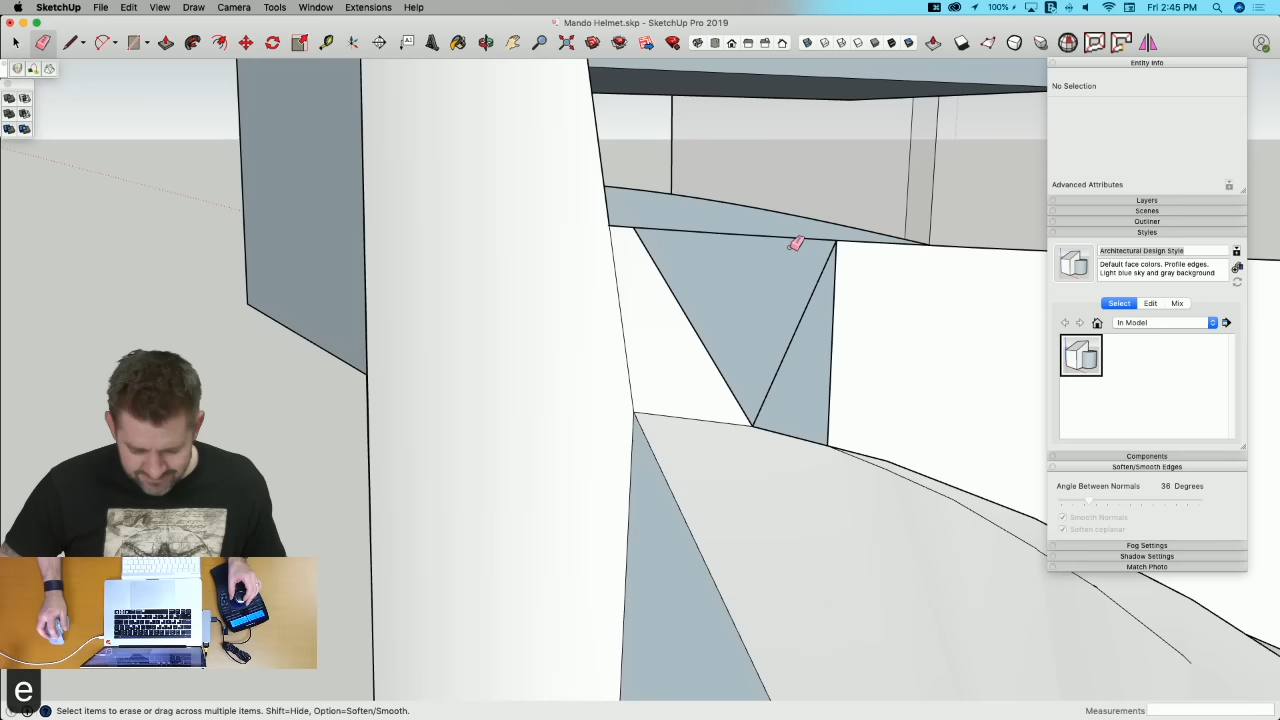 SketchUp File Edit View Draw Camera Tools Window Extensions Help
100% Fri 2:45 PM
Mando Helmet.skp - SketchUp Pro 2019
Entity Info
No Selection
Advanced Attributes
Layers
Scenes
Outliner
Styles
Architectural Design Style
Default face colors. Profile edges.
Light blue sky and gray background
Select Edit Mix
In Model
Components
Soften/Smooth Edges
Angle Between Normals 36 Degrees
Smooth Normals
Soften coplanar
Fog Settings
Shadow Settings
Match Photo
e
Select items to erase or drag across multiple items. Shift=Hide, Option=Soften/Smooth.
Measurements